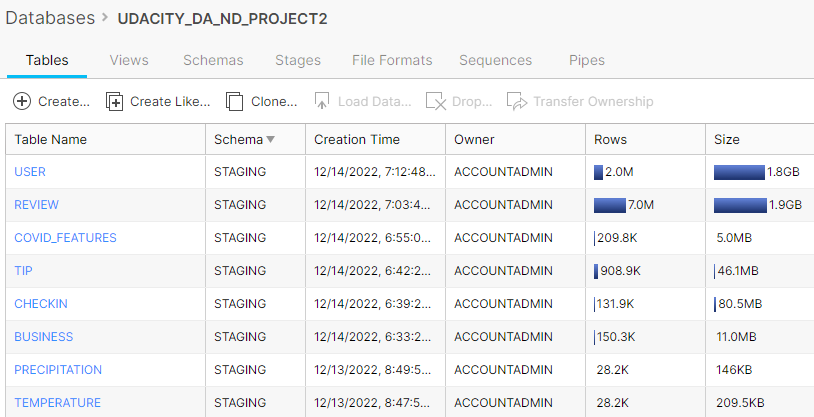 Databases > UDACITY_DA_ND_PROJECT2
Tables Views Schemas Stages File Formats Sequences Pipes
Create... Create Like... Clone... Load Data... Drop... Transfer Ownership
Table Name Schema Creation Time Owner Rows Size
USER STAGING 12/14/2022, 7:12:48... ACCOUNTADMIN 2.0M 1.8GB
REVIEW STAGING 12/14/2022, 7:03:4... ACCOUNTADMIN 7.0M 1.9GB
COVID_FEATURES STAGING 12/14/2022, 6:55:0... ACCOUNTADMIN 209.8K 5.0MB
TIP STAGING 12/14/2022, 6:42:2... ACCOUNTADMIN 908.9K 46.1MB
CHECKIN STAGING 12/14/2022, 6:39:2... ACCOUNTADMIN 131.9K 80.5MB
BUSINESS STAGING 12/14/2022, 6:33:2... ACCOUNTADMIN 150.3K 11.0MB
PRECIPITATION STAGING 12/13/2022, 8:49:5... ACCOUNTADMIN 28.2K 146KB
TEMPERATURE STAGING 12/13/2022, 8:47:5... ACCOUNTADMIN 28.2K 209.5KB